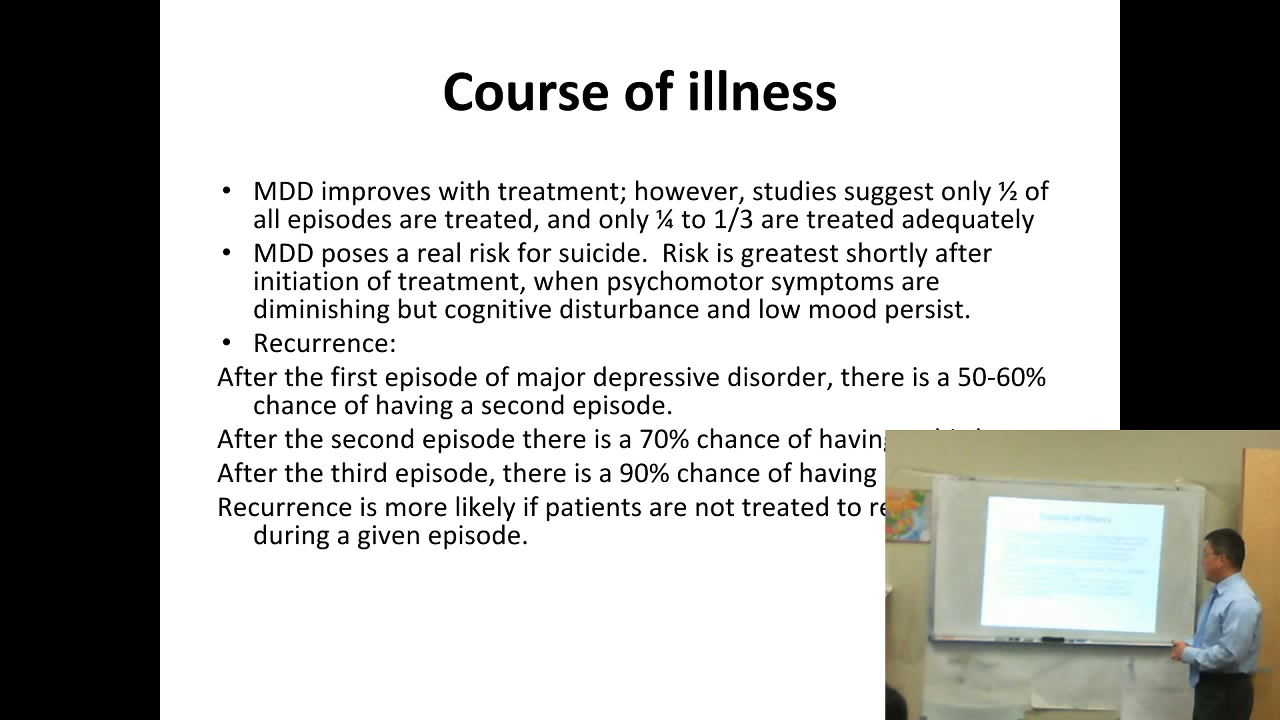 Course of illness
• MDD improves with treatment; however, studies suggest only ½ of
all episodes are treated, and only ¼ to 1/3 are treated adequately
• MDD poses a real risk for suicide.  Risk is greatest shortly after
initiation of treatment, when psychomotor symptoms are
diminishing but cognitive disturbance and low mood persist.
• Recurrence:
After the first episode of major depressive disorder, there is a 50-60%
chance of having a second episode.
After the second episode there is a 70% chance of having
After the third episode, there is a 90% chance of having
Recurrence is more likely if patients are not treated to
during a given episode.
Course of illness